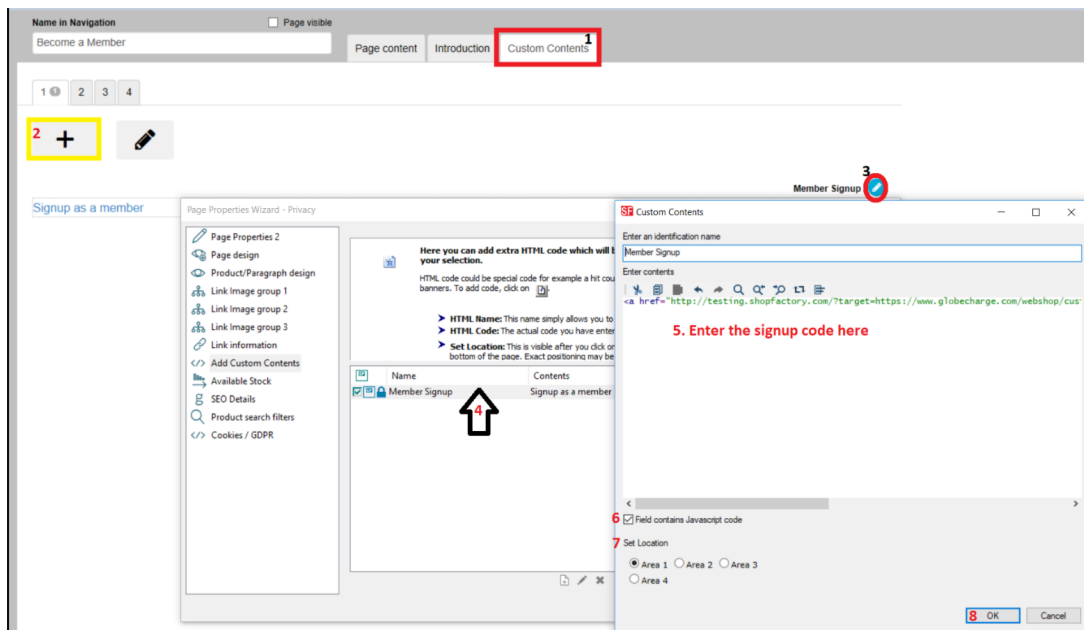 Name in Navigation
Page visible
Become a Member
Page content
Introduction
Custom Contents
1
1
2
3
4
2
+
3
Member Signup
Signup as a member
Page Properties Wizard - Privacy
Page Properties 2
Page design
Product/Paragraph design
Link Image group 1
Link Image group 2
Link Image group 3
Link information
Add Custom Contents
Available Stock
SEO Details
Product search filters
Cookies / GDPR
Here you can add extra HTML code which will
your selection.
HTML code could be special code for example a hit cou
banners. To add code, click on
HTML Name: This name simply allows you to
HTML Code: The actual code you have enter
Set Location: This is visible after you click or
bottom of the page. Exact positioning may be
Name
Contents
Member Signup
Signup as a member
4
SF Custom Contents
Enter an identification name
Member Signup
Enter contents
<a href="http://testing.shopfactory.com/?target=https://www.globecharge.com/webshop/cus
5. Enter the signup code here
6
Field contains Javascript code
7
Set Location
Area 1
Area 2
Area 3
Area 4
8
OK
Cancel